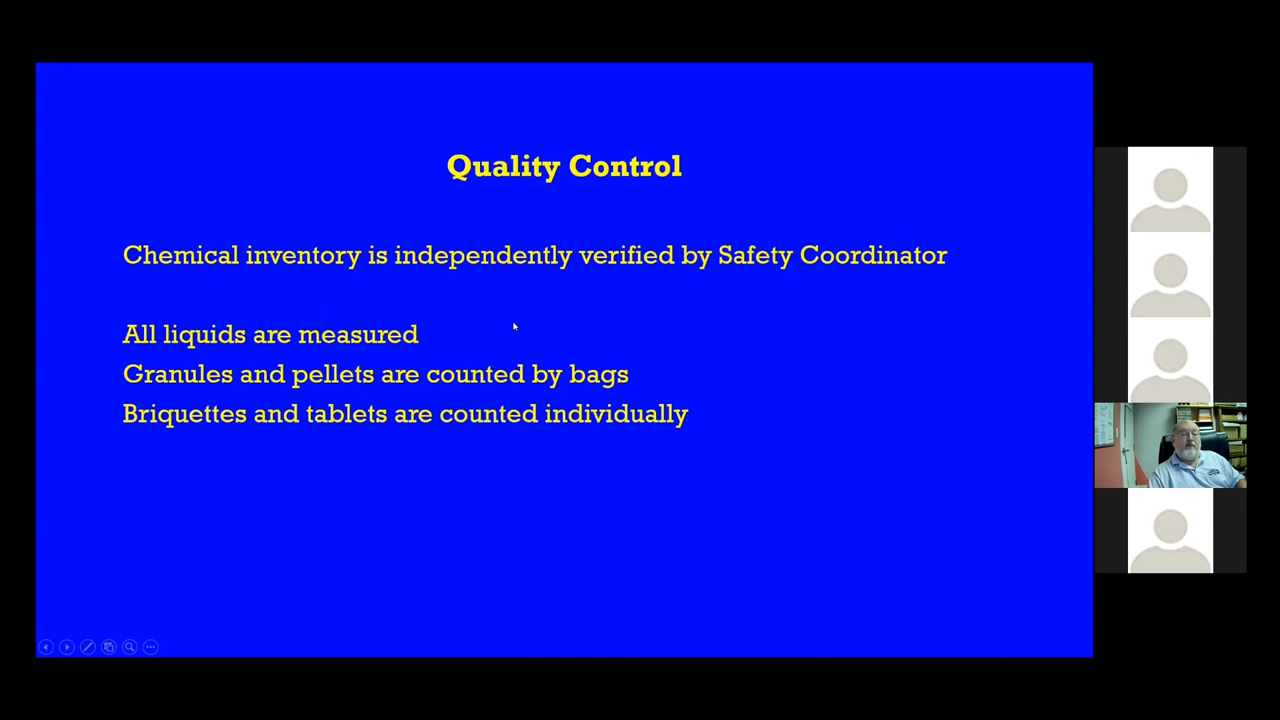 Quality Control
Chemical inventory is independently verified by Safety Coordinator
All liquids are measured
Granules and pellets are counted by bags
Briquettes and tablets are counted individually